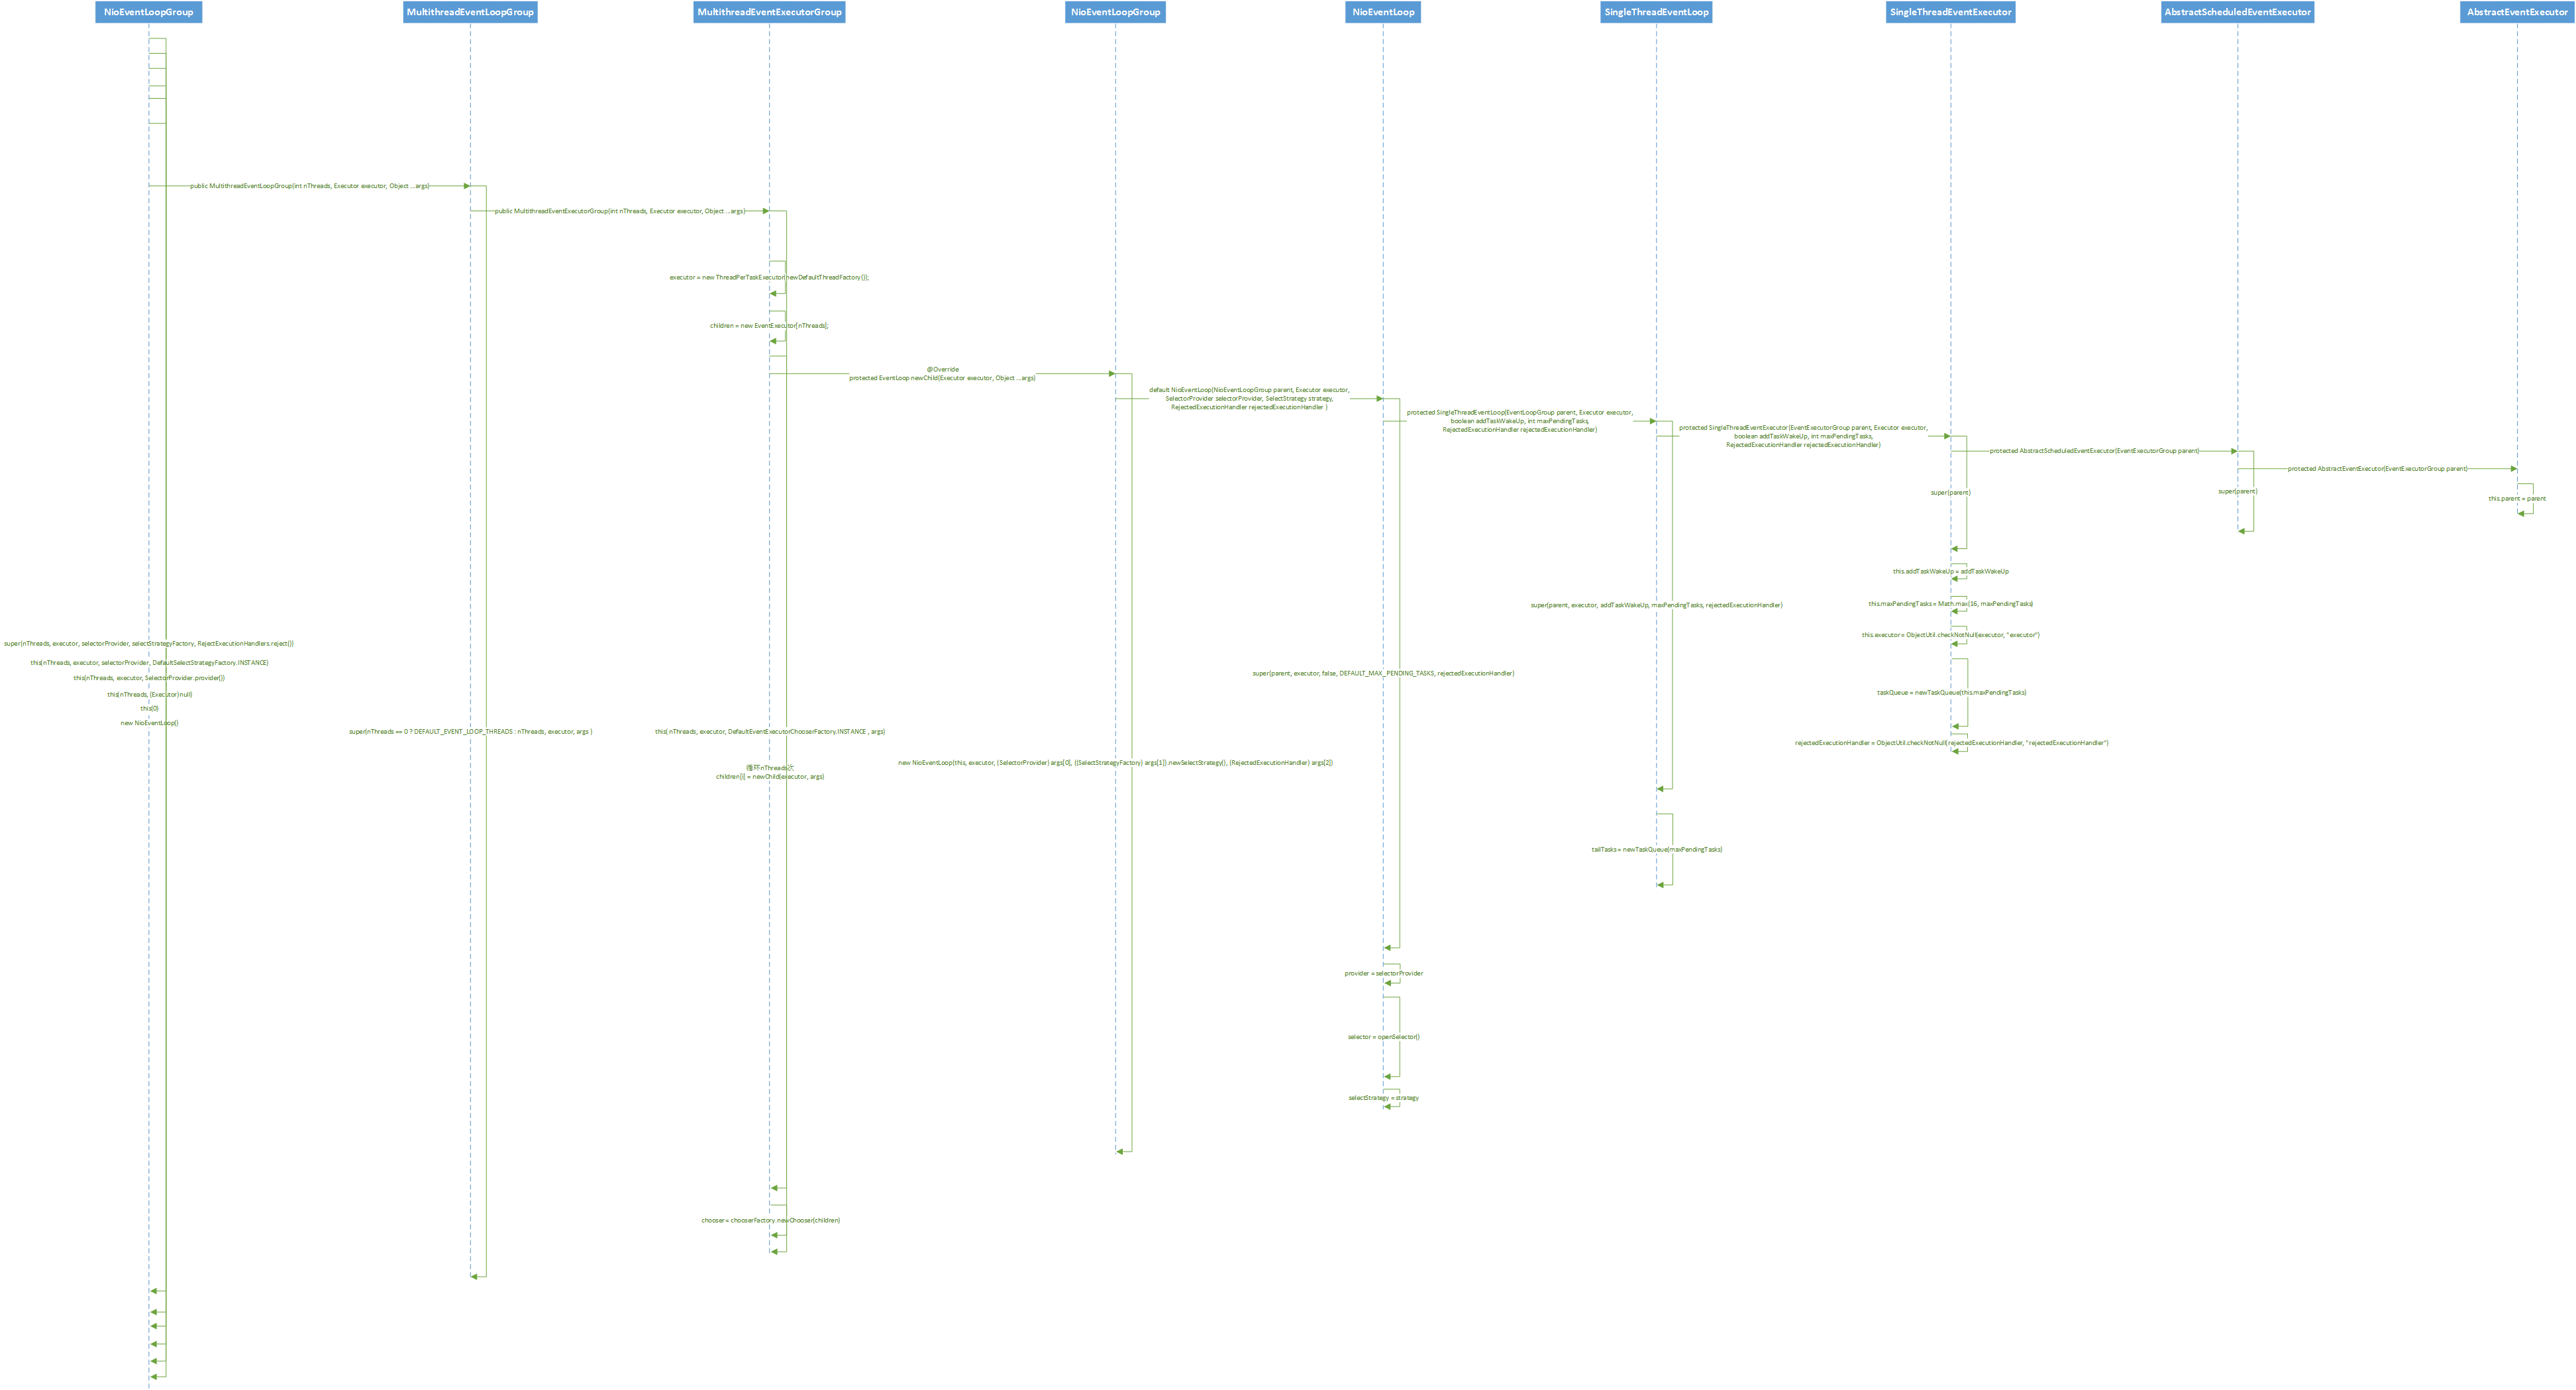 NioEventLoopGroup
MultithreadEventLoopGroup
MultithreadEventExecutorGroup
NioEventLoopGroup
NioEventLoop
SingleThreadEventLoop
SingleThreadEventExecutor
AbstractScheduledEventExecutor
AbstractEventExecutor
public MultithreadEventLoopGroup(int nThreads, Executor executor, Object ...args)
public MultithreadEventExecutorGroup(int nThreads, Executor executor, Object ...args)
executor = new ThreadPerTaskExecutor(newDefaultThreadFactory());
children = new EventExecutor[nThreads];
@Override
protected EventLoop newChild(Executor executor, Object ...args)
default NioEventLoop(NioEventLoopGroup parent, Executor executor,
SelectorProvider selectorProvider, SelectStrategy strategy,
RejectedExecutionHandler rejectedExecutionHandler )
protected SingleThreadEventLoop(EventLoopGroup parent, Executor executor,
boolean addTaskWakeUp, int maxPendingTasks,
RejectedExecutionHandler rejectedExecutionHandler)
protected SingleThreadEventExecutor(EventExecutorGroup parent, Executor executor,
boolean addTaskWakeUp, int maxPendingTasks,
RejectedExecutionHandler rejectedExecutionHandler)
protected AbstractScheduledEventExecutor(EventExecutorGroup parent)
protected AbstractEventExecutor(EventExecutorGroup parent)
super(parent)
super(parent)
this.parent = parent
this.addTaskWakeUp = addTaskWakeUp
this.maxPendingTasks = Math.max(16, maxPendingTasks)
super(parent, executor, addTaskWakeUp, maxPendingTasks, rejectedExecutionHandler)
this.executor = ObjectUtil.checkNotNull(executor, "executor")
super(nThreads, executor, selectorProvider, selectStrategyFactory, RejectExecutionHandlers.reject())
this(nThreads, executor, selectorProvider, DefaultSelectStrategyFactory.INSTANCE)
this(nThreads, executor, SelectorProvider.provider())
this(nThreads, (Executor)null)
this(0)
new NioEventLoop()
super(parent, executor, false, DEFAULT_MAX_PENDING_TASKS, rejectedExecutionHandler)
taskQueue = newTaskQueue(this.maxPendingTasks)
super(nThreads == 0 ? DEFAULT_EVENT_LOOP_THREADS : nThreads, executor, args )
this( nThreads, executor, DefaultEventExecutorChooserFactory.INSTANCE , args)
rejectedExecutionHandler = ObjectUtil.checkNotNull(rejectedExecutionHandler, "rejectedExecutionHandler")
循环nThreads次
children[i] = newChild(executor, args)
new NioEventLoop(this, executor, (SelectorProvider) args[0], ((SelectStrategyFactory) args[1]).newSelectStrategy(), (RejectedExecutionHandler) args[2])
tailTasks = newTaskQueue(maxPendingTasks)
provider = selectorProvider
selector = openSelector()
selectStrategy = strategy
chooser = chooserFactory.newChooser(children)